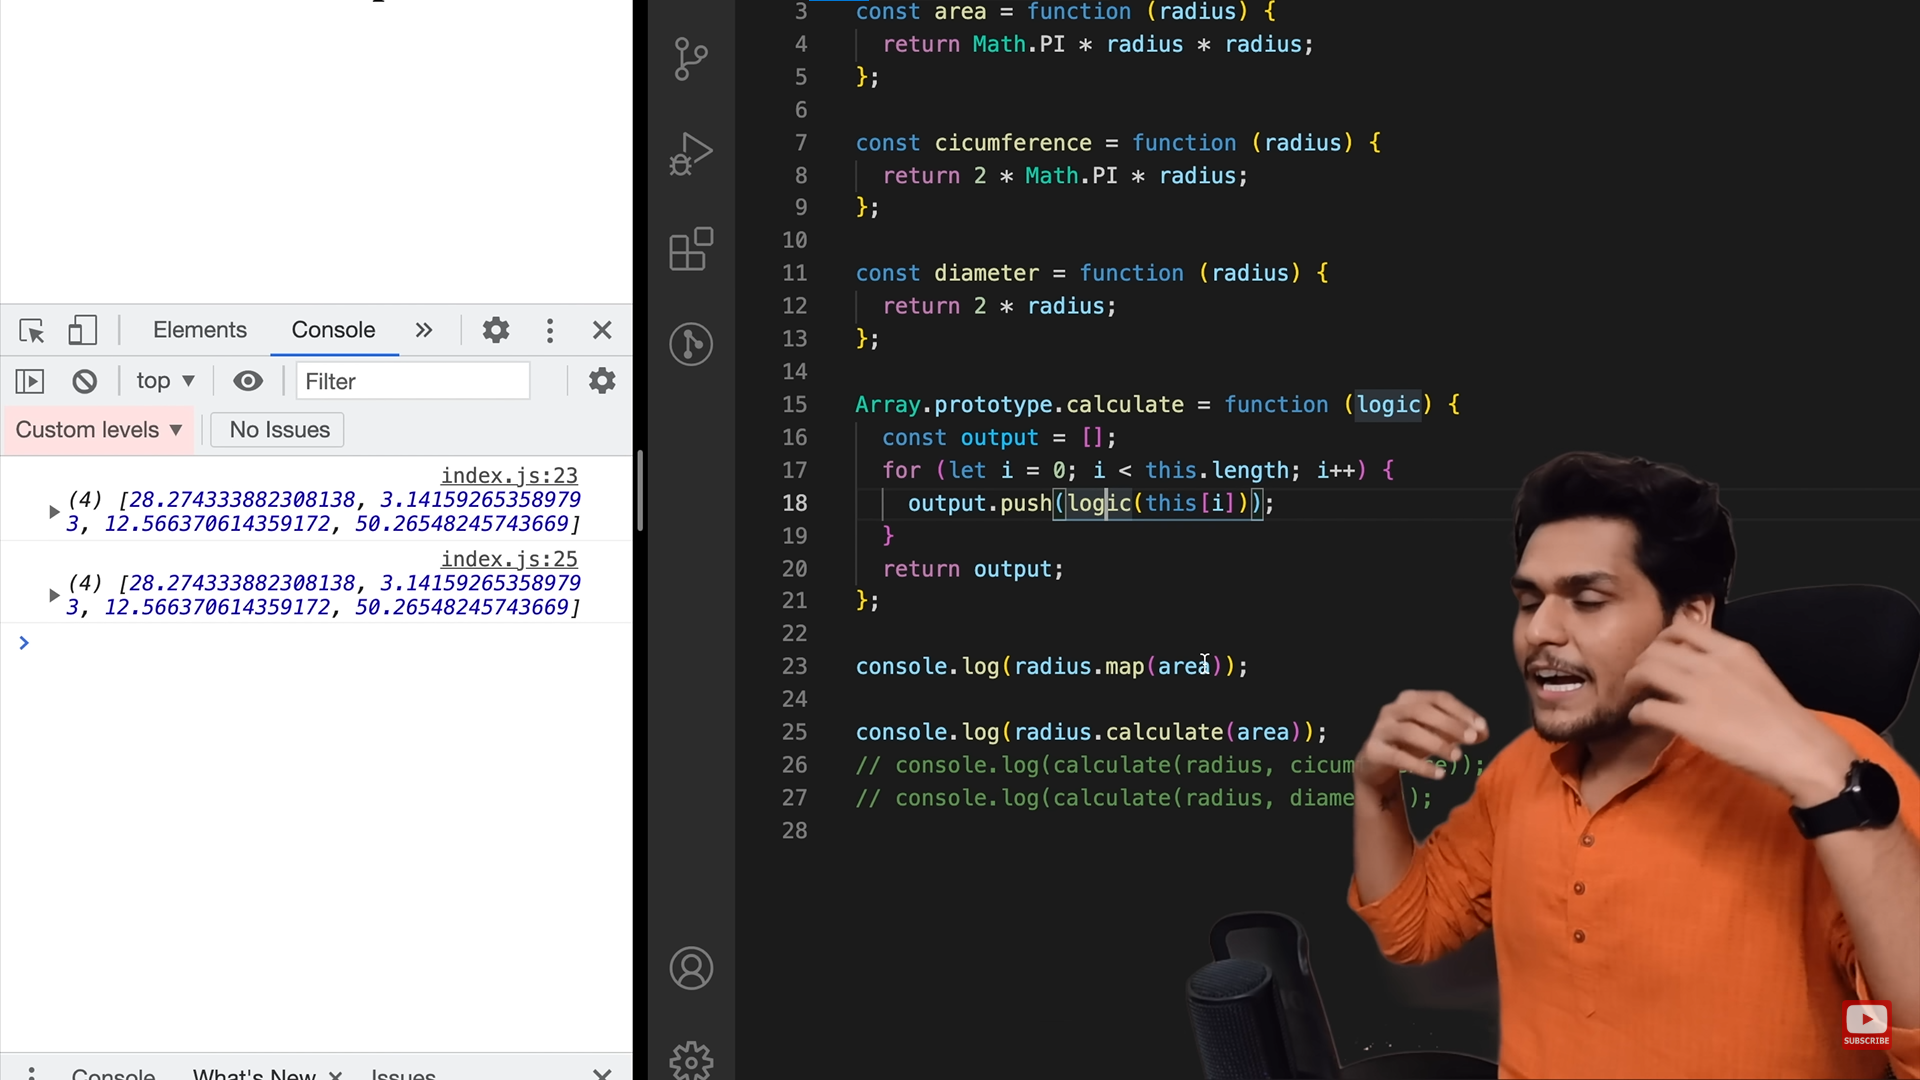 Elements
Console
top ▼
Filter
Custom levels ▼
No Issues
index.js:23
(4) [28.274333882308138, 3.14159265358979
3, 12.566370614359172, 50.26548245743669]
index.js:25
(4) [28.274333882308138, 3.14159265358979
3, 12.566370614359172, 50.26548245743669]
>
Console
What's New
Issues
3 const area = function (radius) {
4 return Math.PI * radius * radius;
5 };
6
7 const cicumference = function (radius) {
8 return 2 * Math.PI * radius;
9 };
10
11 const diameter = function (radius) {
12 return 2 * radius;
13 };
14
15 Array.prototype.calculate = function (logic) {
16 const output = [];
17 for (let i = 0; i < this.length; i++) {
18 output.push(logic(this[i]));
19 }
20 return output;
21 };
22
23 console.log(radius.map(area));
24
25 console.log(radius.calculate(area));
26 // console.log(calculate(radius,
27 // console.log(calculate(radius,
28
SUBSCRIBE